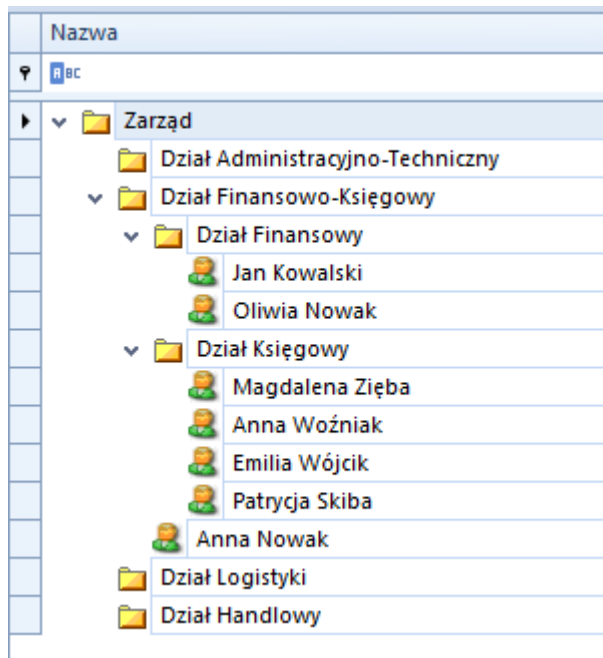 Nazwa
ABC
Zarząd
Dział Administracyjno-Techniczny
Dział Finansowo-Księgowy
Dział Finansowy
Jan Kowalski
Oliwia Nowak
Dział Księgowy
Magdalena Zięba
Anna Woźniak
Emilia Wójcik
Patrycja Skiba
Anna Nowak
Dział Logistyki
Dział Handlowy